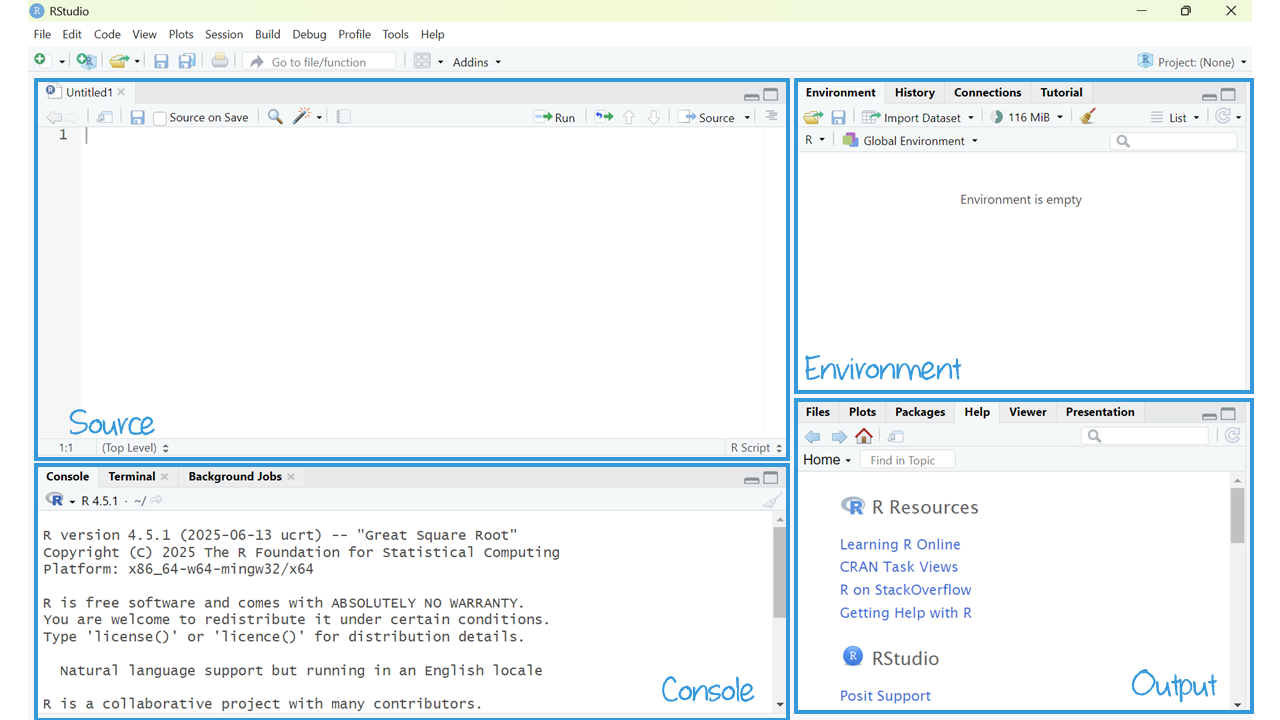 RStudio
File Edit Code View Plots Session Build Debug Profile Tools Help
Go to file/function Addins Project: (None)
Untitled1
Source on Save Run Source
1
Source
1:1 (Top Level) R Script
Console Terminal Background Jobs
R 4.5.1 · ~/
R version 4.5.1 (2025-06-13 ucrt) -- "Great Square Root"
Copyright (C) 2025 The R Foundation for Statistical Computing
Platform: x86_64-w64-mingw32/x64
R is free software and comes with ABSOLUTELY NO WARRANTY.
You are welcome to redistribute it under certain conditions.
Type 'license()' or 'licence()' for distribution details.
Natural language support but running in an English locale
R is a collaborative project with many contributors.
Console
Environment History Connections Tutorial
Import Dataset 116 MiB List
R Global Environment
Environment is empty
Environment
Files Plots Packages Help Viewer Presentation
Home Find in Topic
R R Resources
Learning R Online
CRAN Task Views
R on StackOverflow
Getting Help with R
R RStudio
Posit Support
Output